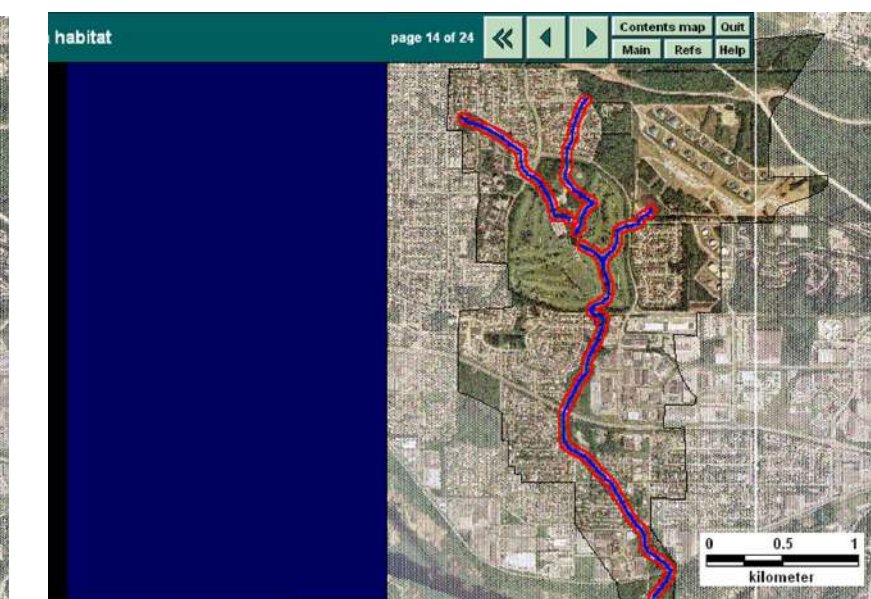 habitat
page 14 of 24
Contents map Quit
Main Refs Help
0 0.5 1
kilometer